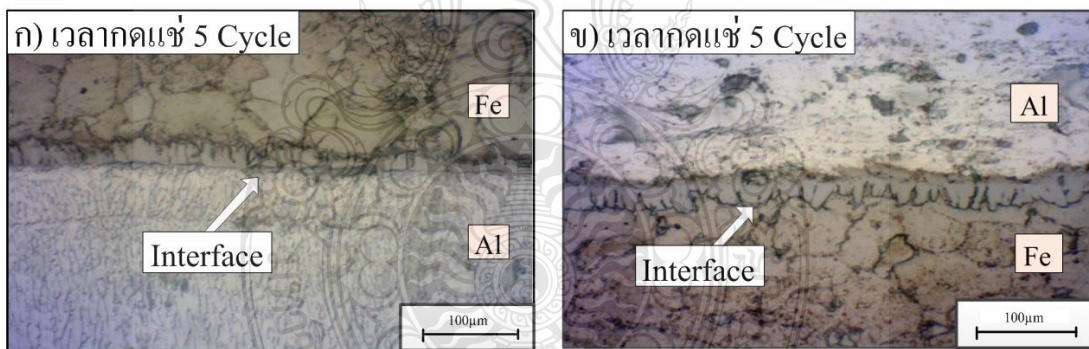 ก) เวลากดแช่ 5 Cycle
Fe
Interface
Al
100µm
ข) เวลากดแช่ 5 Cycle
Al
Interface
Fe
100µm